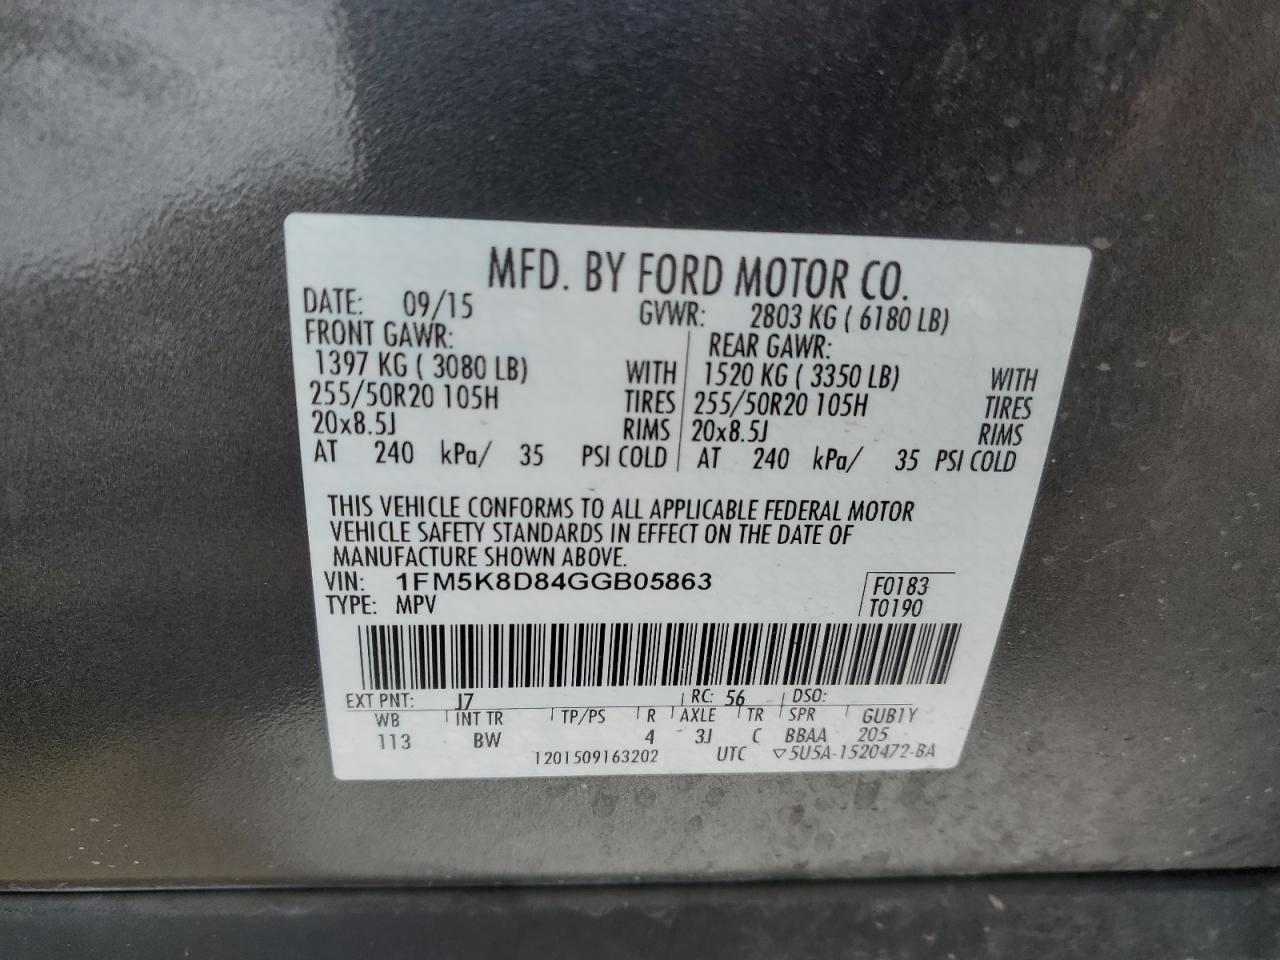 MFD. BY FORD MOTOR CO.
DATE: 09/15 GVWR: 2803 KG ( 6180 LB)
FRONT GAWR: REAR GAWR:
1397 KG ( 3080 LB) WITH 1520 KG ( 3350 LB) WITH
255/50R20 105H TIRES 255/50R20 105H TIRES
20x8.5J RIMS 20x8.5J RIMS
AT 240 kPa/ 35 PSI COLD AT 240 kPa/ 35 PSI COLD
THIS VEHICLE CONFORMS TO ALL APPLICABLE FEDERAL MOTOR
VEHICLE SAFETY STANDARDS IN EFFECT ON THE DATE OF
MANUFACTURE SHOWN ABOVE.
VIN: 1FM5K8D84GGB05863 F0183
TYPE: MPV T0190
EXT PNT: J7 RC: 56 DSO:
WB INT TR TP/PS R AXLE TR SPR GUB1Y
113 BW 4 3J C BBAA 205
1201509163202 UTC ▽5U5A-1520472-BA